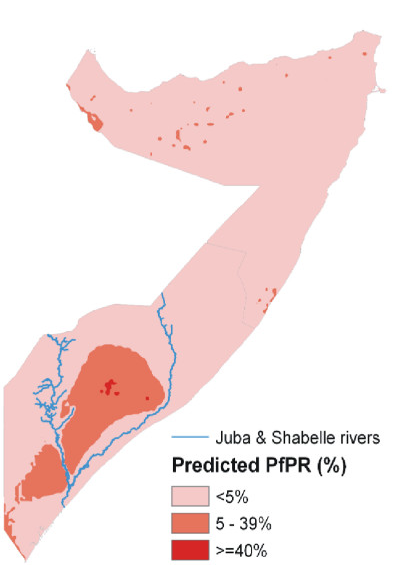 Juba & Shabelle rivers
Predicted PfPR (%)
<5%
5 - 39%
>=40%